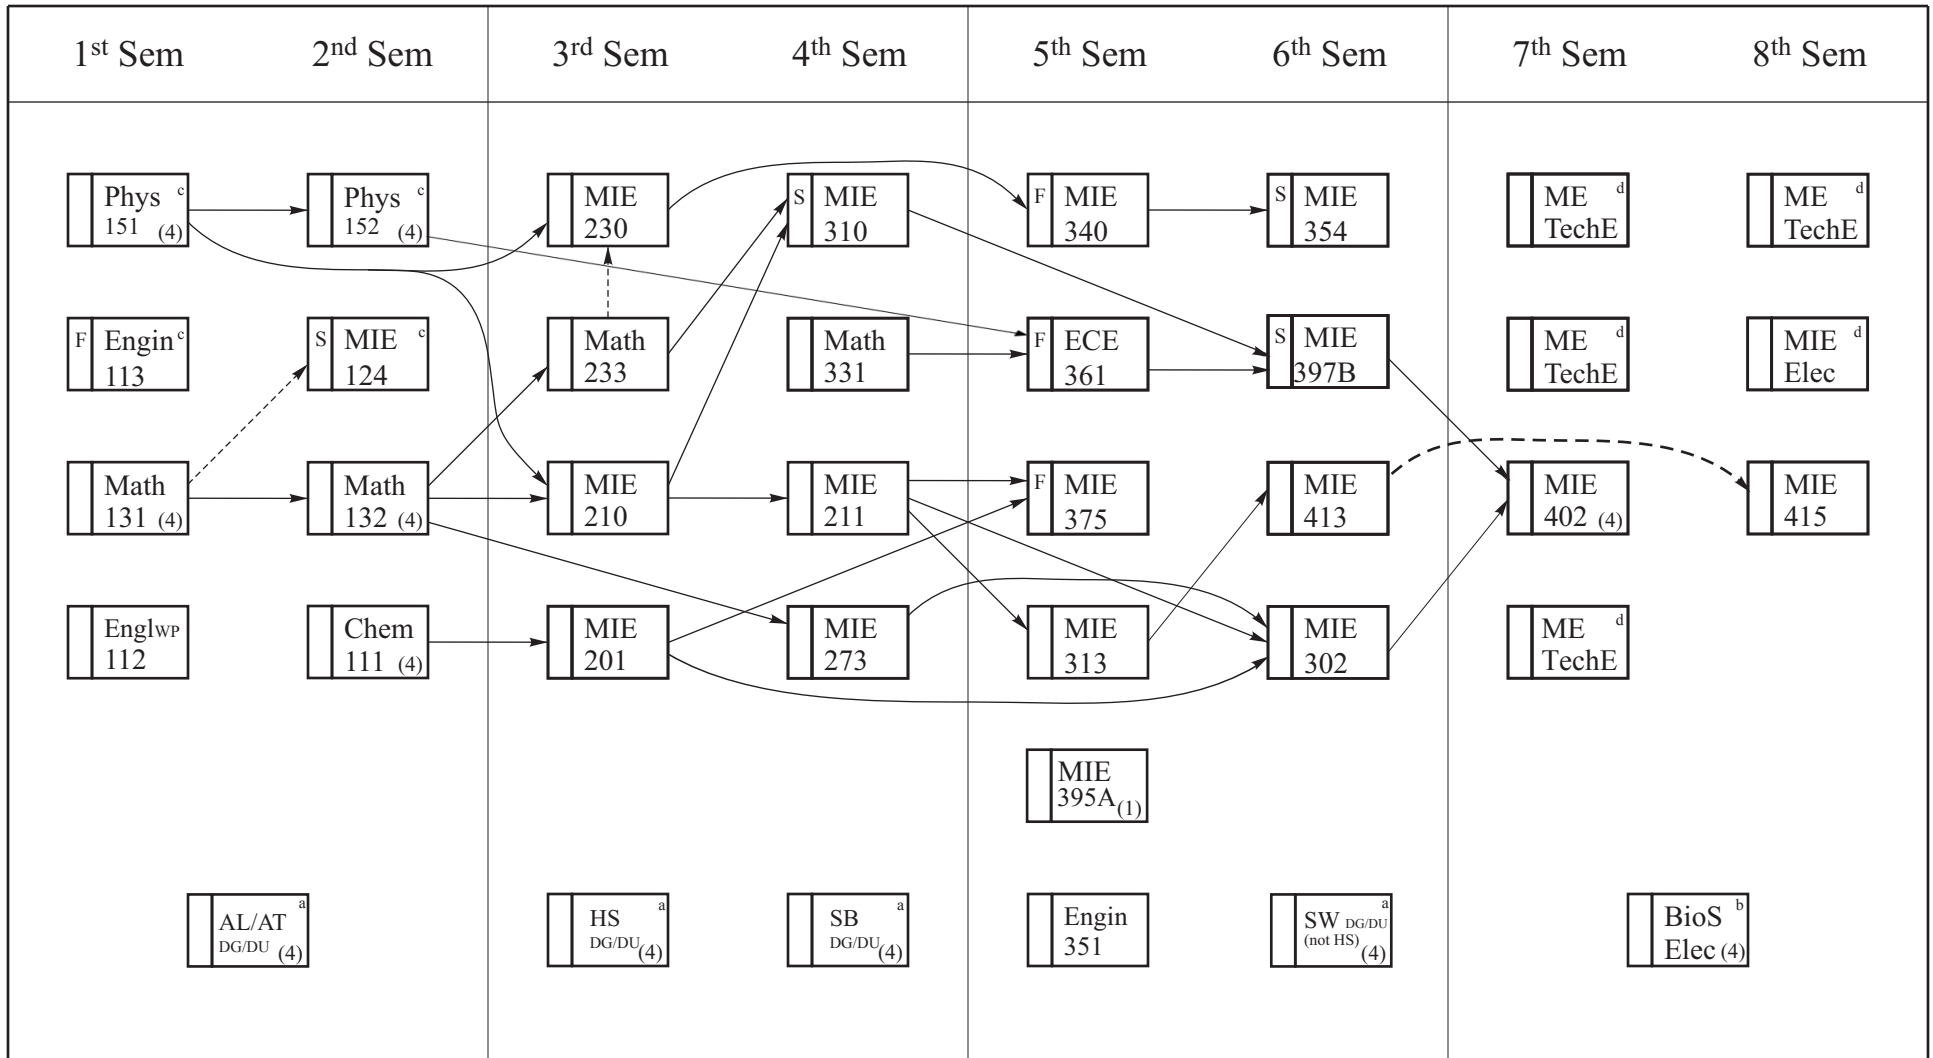 1st Sem 2nd Sem 3rd Sem 4th Sem 5th Sem 6th Sem 7th Sem 8th Sem
Phys c
151 (4)
Phys c
152 (4)
MIE
230
S MIE
310
F MIE
340
S MIE
354
ME d
TechE
ME d
TechE
F Engin c
113
S MIE c
124
Math
233
Math
331
F ECE
361
S MIE
397B
ME d
TechE
MIE d
Elec
Math
131 (4)
Math
132 (4)
MIE
210
MIE
211
F MIE
375
MIE
413
MIE
402 (4)
MIE
415
Engl WP
112
Chem
111 (4)
MIE
201
MIE
273
MIE
313
MIE
302
ME d
TechE
MIE
395A (1)
AL/AT a
DG/DU (4)
HS a
DG/DU (4)
SB a
DG/DU (4)
Engin
351
a
SW DG/DU
(not HS) (4)
BioS b
Elec (4)